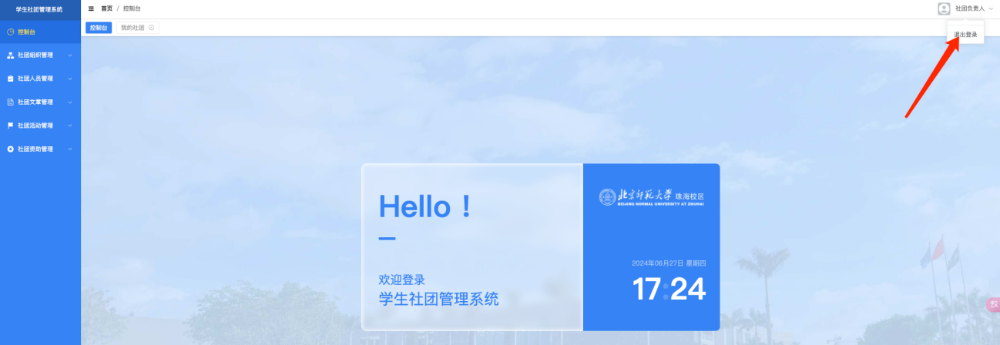 学生社团管理系统
首页 / 控制台
社团负责人
控制台
我的社团
退出登录
控制台
社团组织管理
社团人员管理
社团文章管理
社团活动管理
社团资助管理
Hello！
欢迎登录
学生社团管理系统
北京师范大学 珠海校区
BEIJING NORMAL UNIVERSITY AT ZHUHAI
2024年06月27日 星期四
17:24